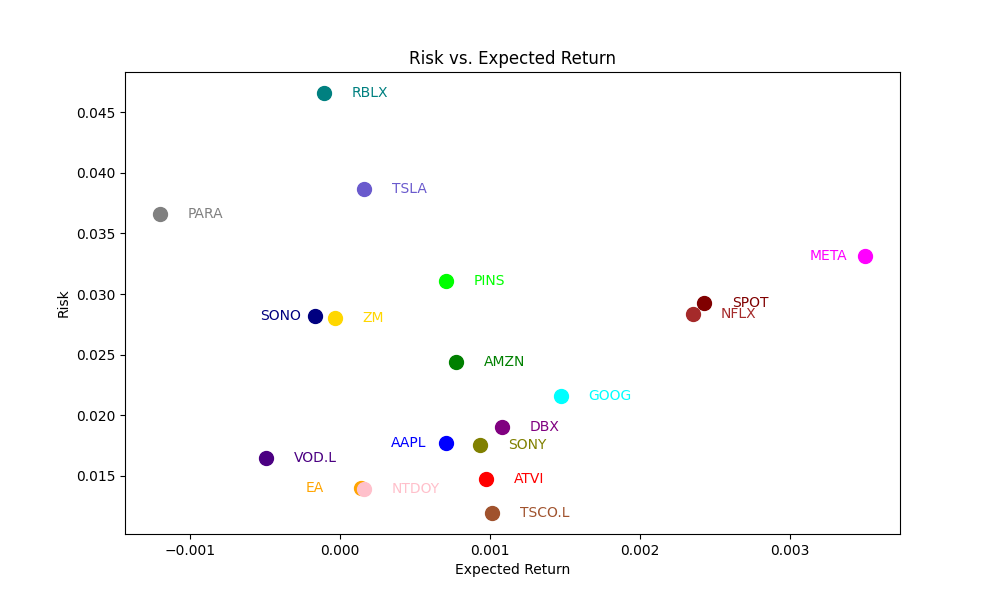 Risk vs. Expected Return
0.045
0.040
0.035
0.030
0.025
0.020
0.015
Risk
RBLX
TSLA
PARA
META
PINS
SPOT
NFLX
SONO
ZM
AMZN
GOOG
DBX
AAPL
SONY
VOD.L
ATVI
EA
NTDOY
TSCO.L
−0.001
0.000
0.001
0.002
0.003
Expected Return